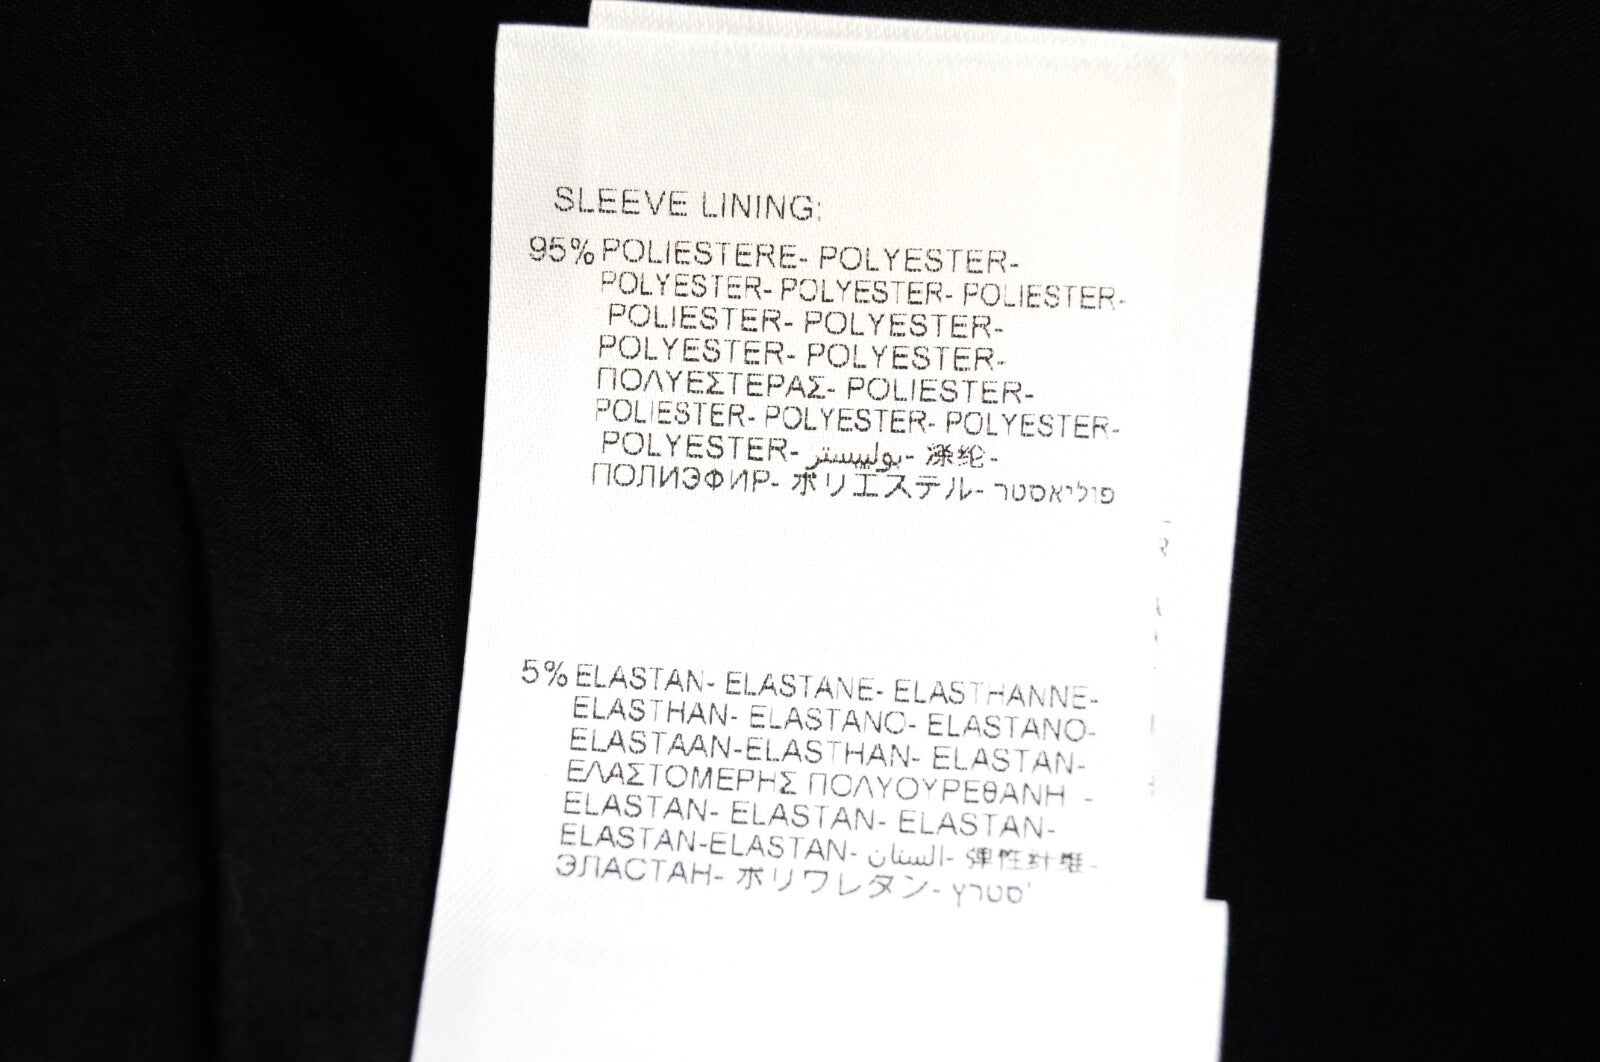 SLEEVE LINING:
95% POLIESTERE- POLYESTER-
POLYESTER- POLYESTER- POLIESTER-
POLIESTER- POLYESTER-
POLYESTER- POLYESTER-
ΠΟΛΥΕΣΤΕΡΑΣ- POLIESTER-
POLIESTER- POLYESTER- POLYESTER-
POLYESTER- بوليستر- 涤纶-
ПОЛИЭФИР- ポリエステル- פוליאסטר
5% ELASTAN- ELASTANE- ELASTHANNE-
ELASTHAN- ELASTANO- ELASTANO-
ELASTAAN-ELASTHAN- ELASTAN-
ΕΛΑΣΤΟΜΕΡΗΣ ΠΟΛΥΟΥΡΕΘΑΝΗ -
ELASTAN- ELASTAN- ELASTAN-
ELASTAN-ELASTAN- الستان- 弹性纤维-
ЭЛАСТАН- ポリウレタン- סטרץ'